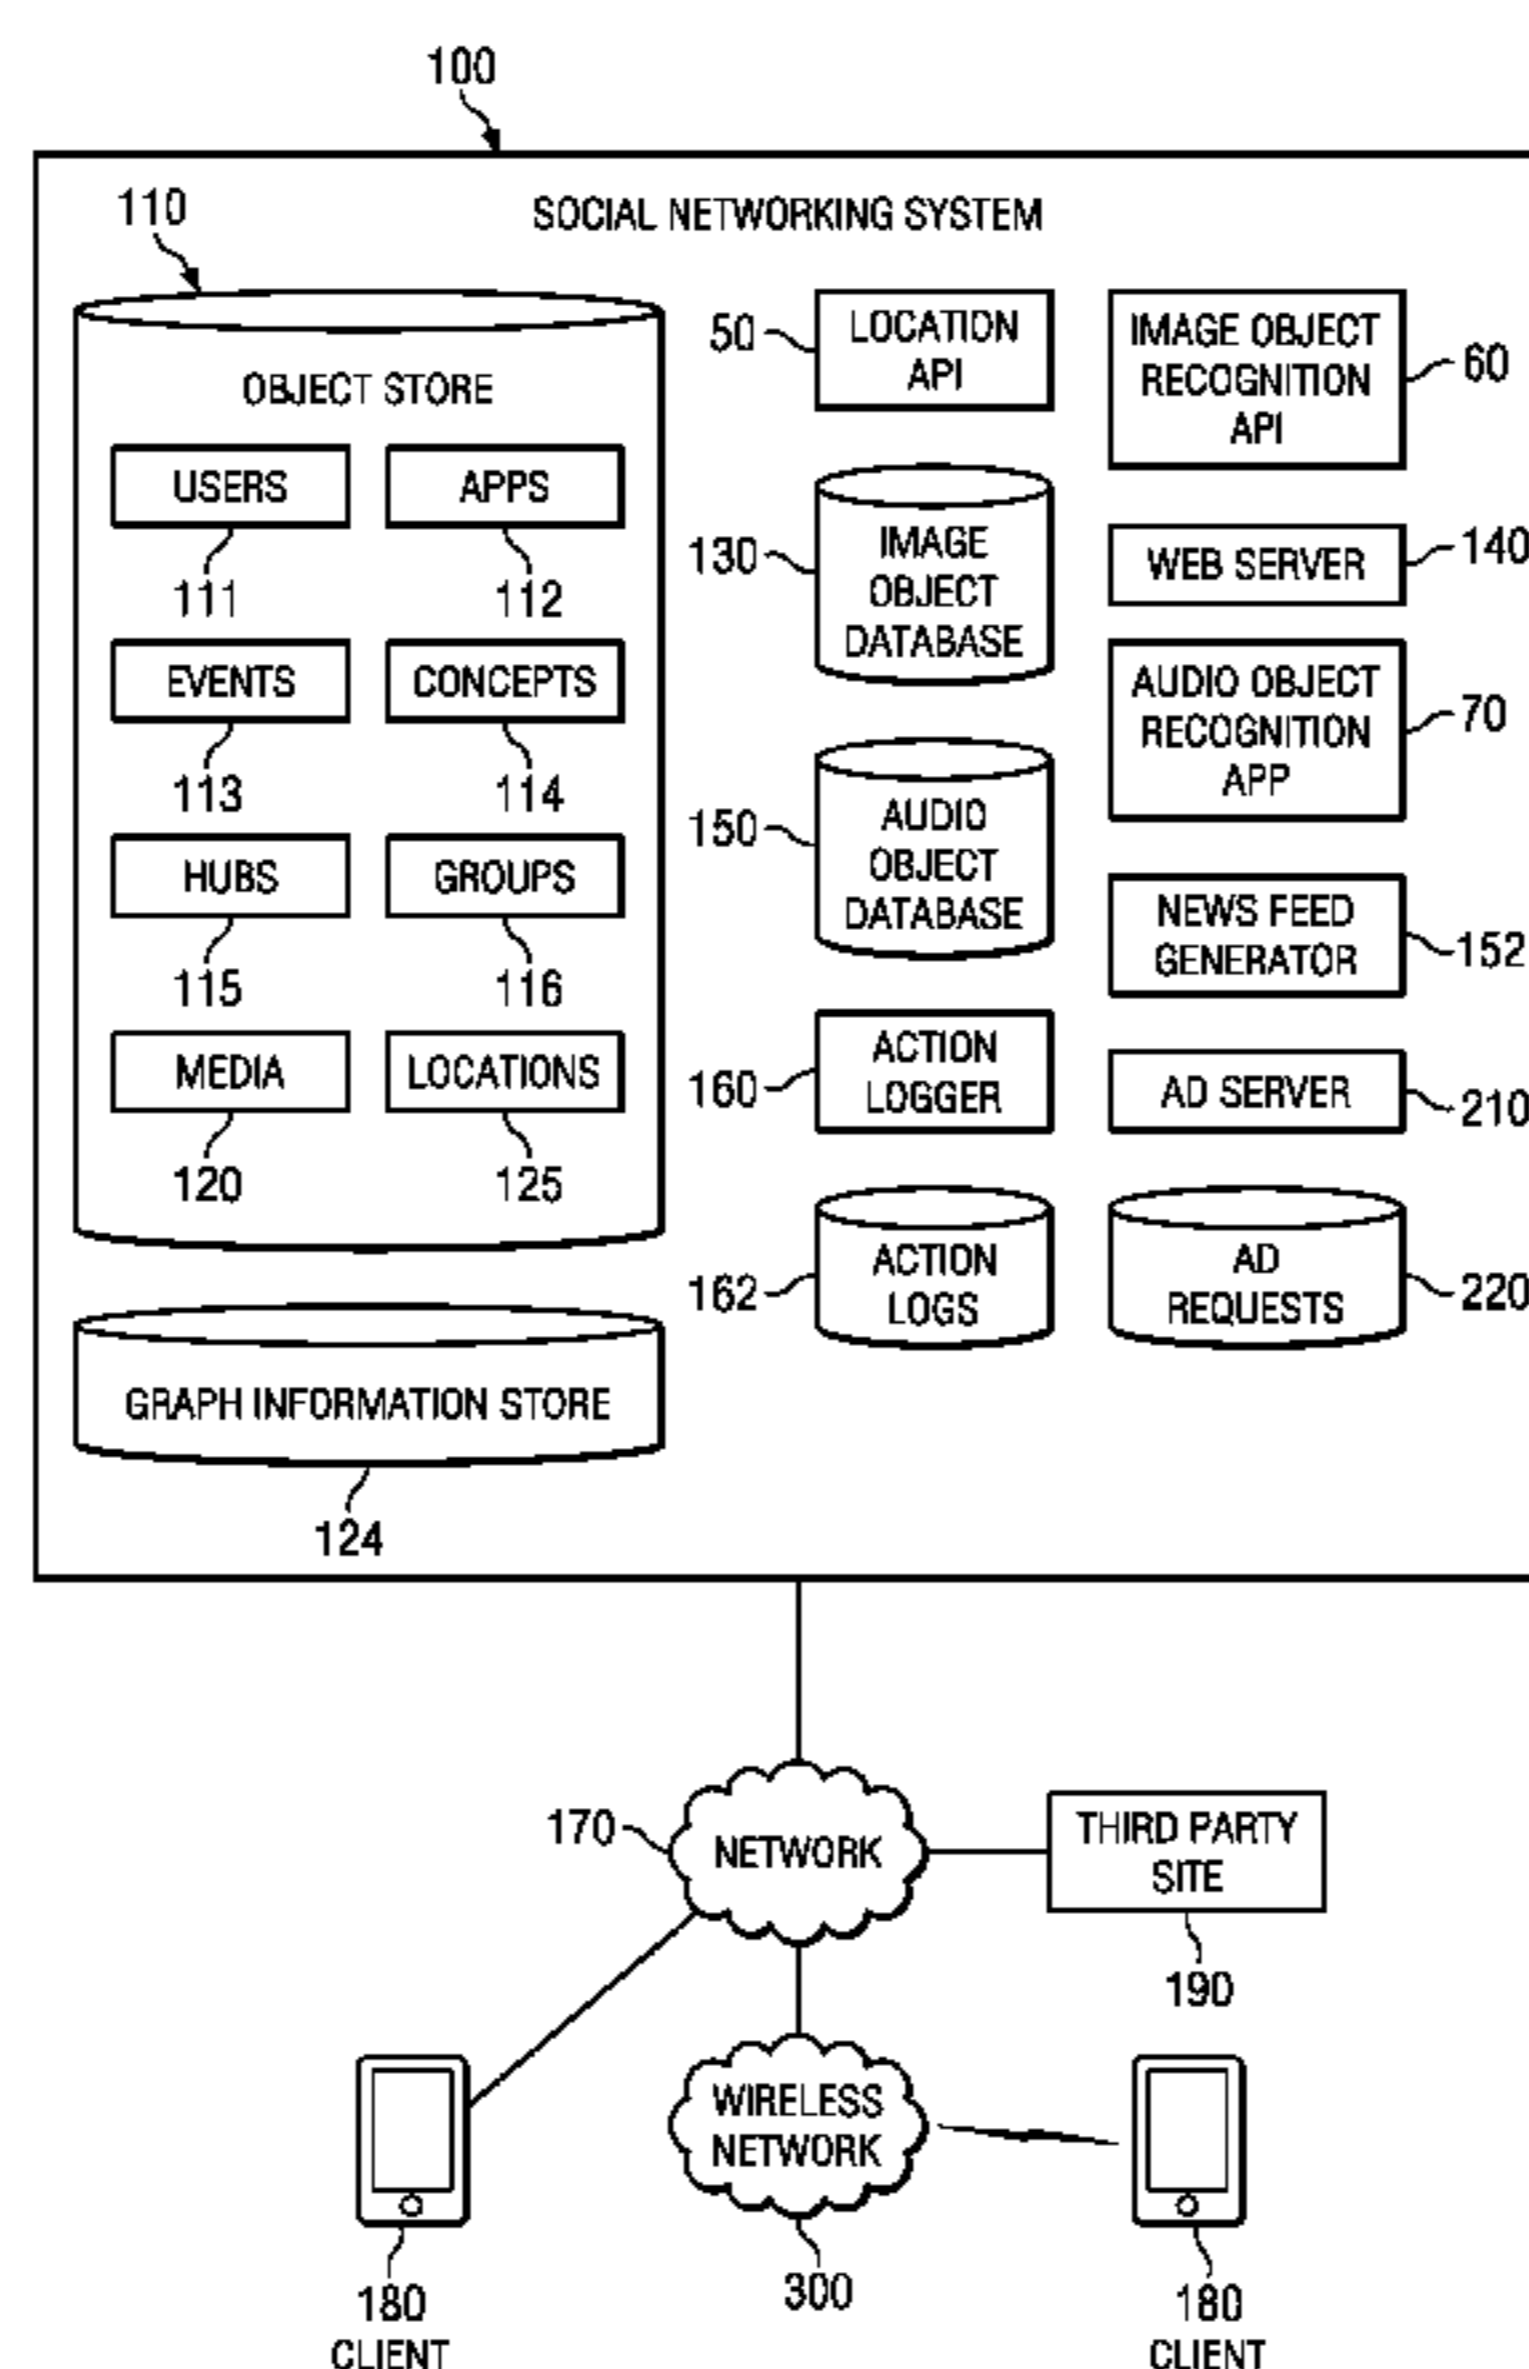 100
SOCIAL NETWORKING SYSTEM
110
OBJECT STORE
USERS
APPS
111
112
EVENTS
CONCEPTS
113
114
HUBS
GROUPS
115
116
MEDIA
LOCATIONS
120
125
GRAPH INFORMATION STORE
124
50
LOCATION
API
130
IMAGE
OBJECT
DATABASE
150
AUDIO
OBJECT
DATABASE
160
ACTION
LOGGER
162
ACTION
LOGS
IMAGE OBJECT
RECOGNITION
API
60
WEB SERVER
140
AUDIO OBJECT
RECOGNITION
APP
70
NEWS FEED
GENERATOR
152
AD SERVER
210
AD
REQUESTS
220
170
NETWORK
THIRD PARTY
SITE
190
WIRELESS
NETWORK
300
180
CLIENT
180
CLIENT